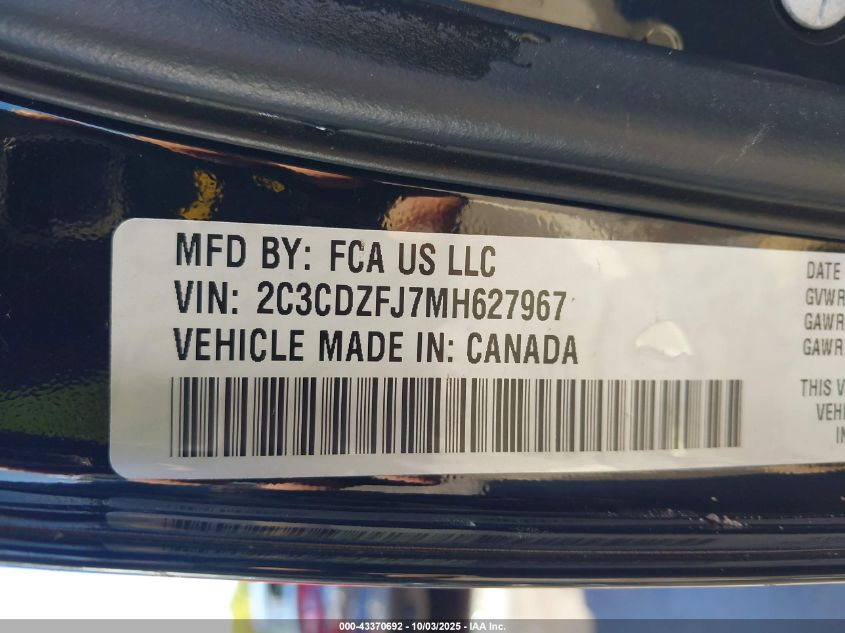 MFD BY: FCA US LLC
VIN: 2C3CDZFJ7MH627967
VEHICLE MADE IN: CANADA
DATE
GVWR
GAWR
GAWR
THIS V
VEHI
IN
000-43370692 - 10/03/2025 - IAA Inc.